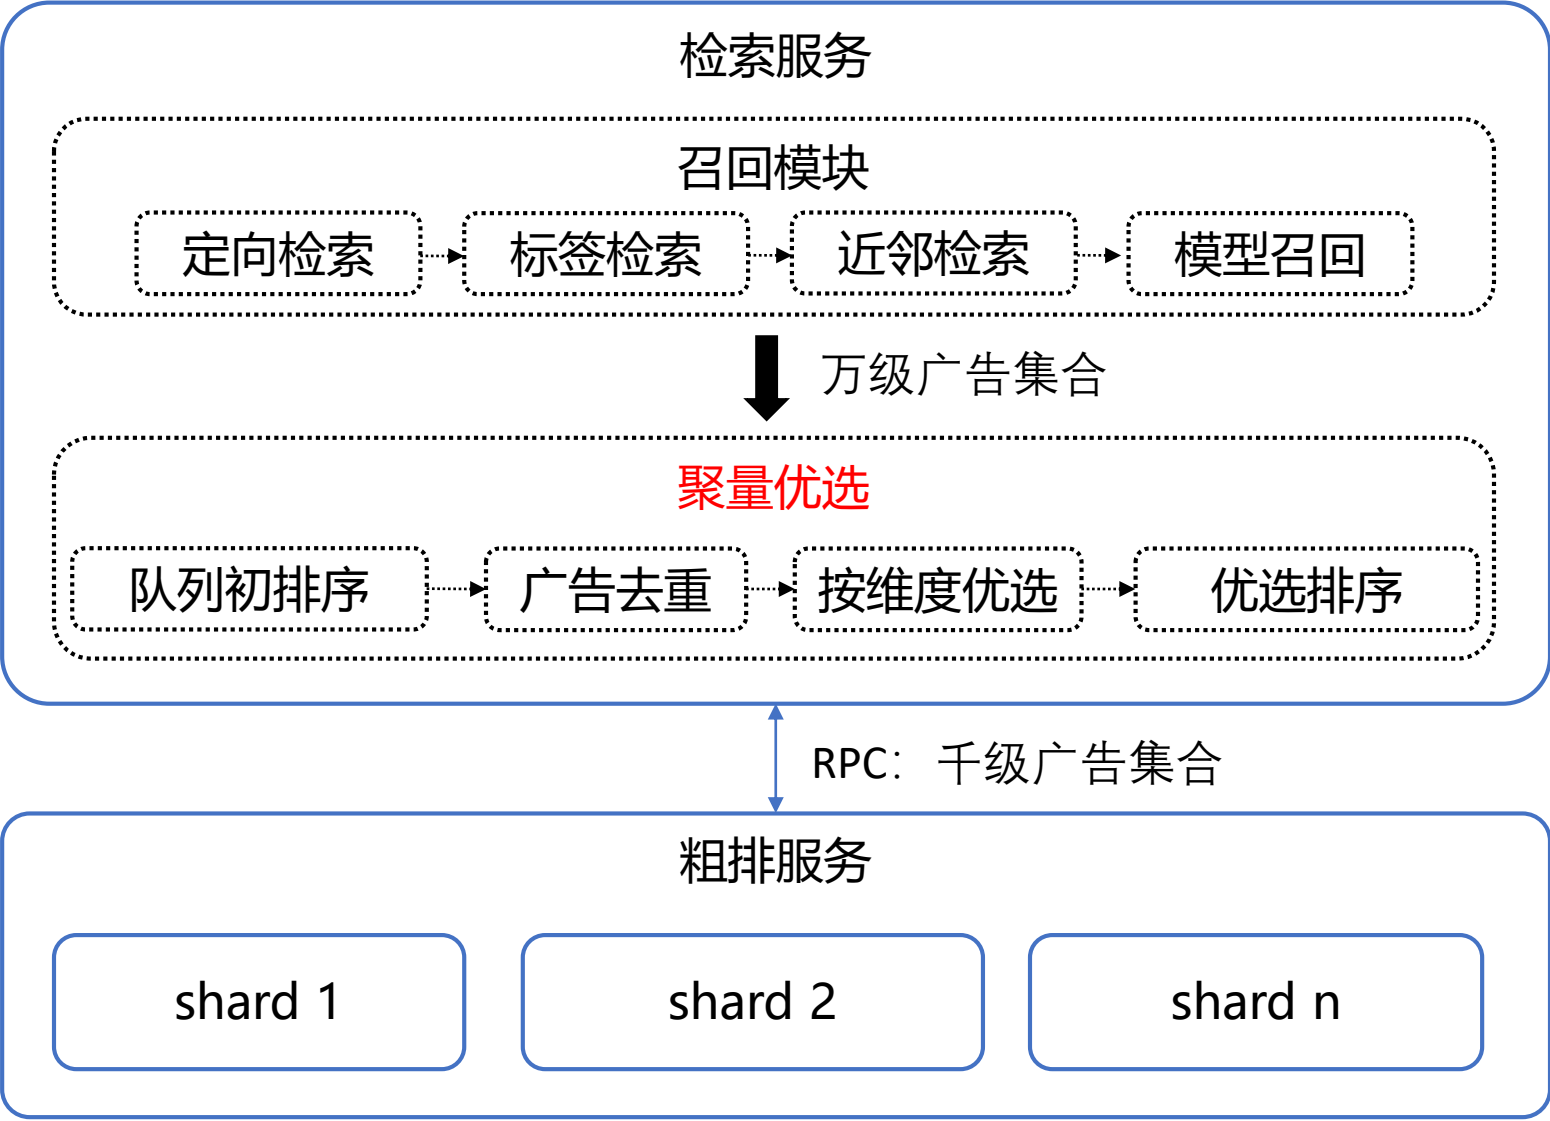 检索服务
召回模块
定向检索
标签检索
近邻检索
模型召回
万级广告集合
聚量优选
队列初排序
广告去重
按维度优选
优选排序
RPC: 千级广告集合
粗排服务
shard 1
shard 2
shard n